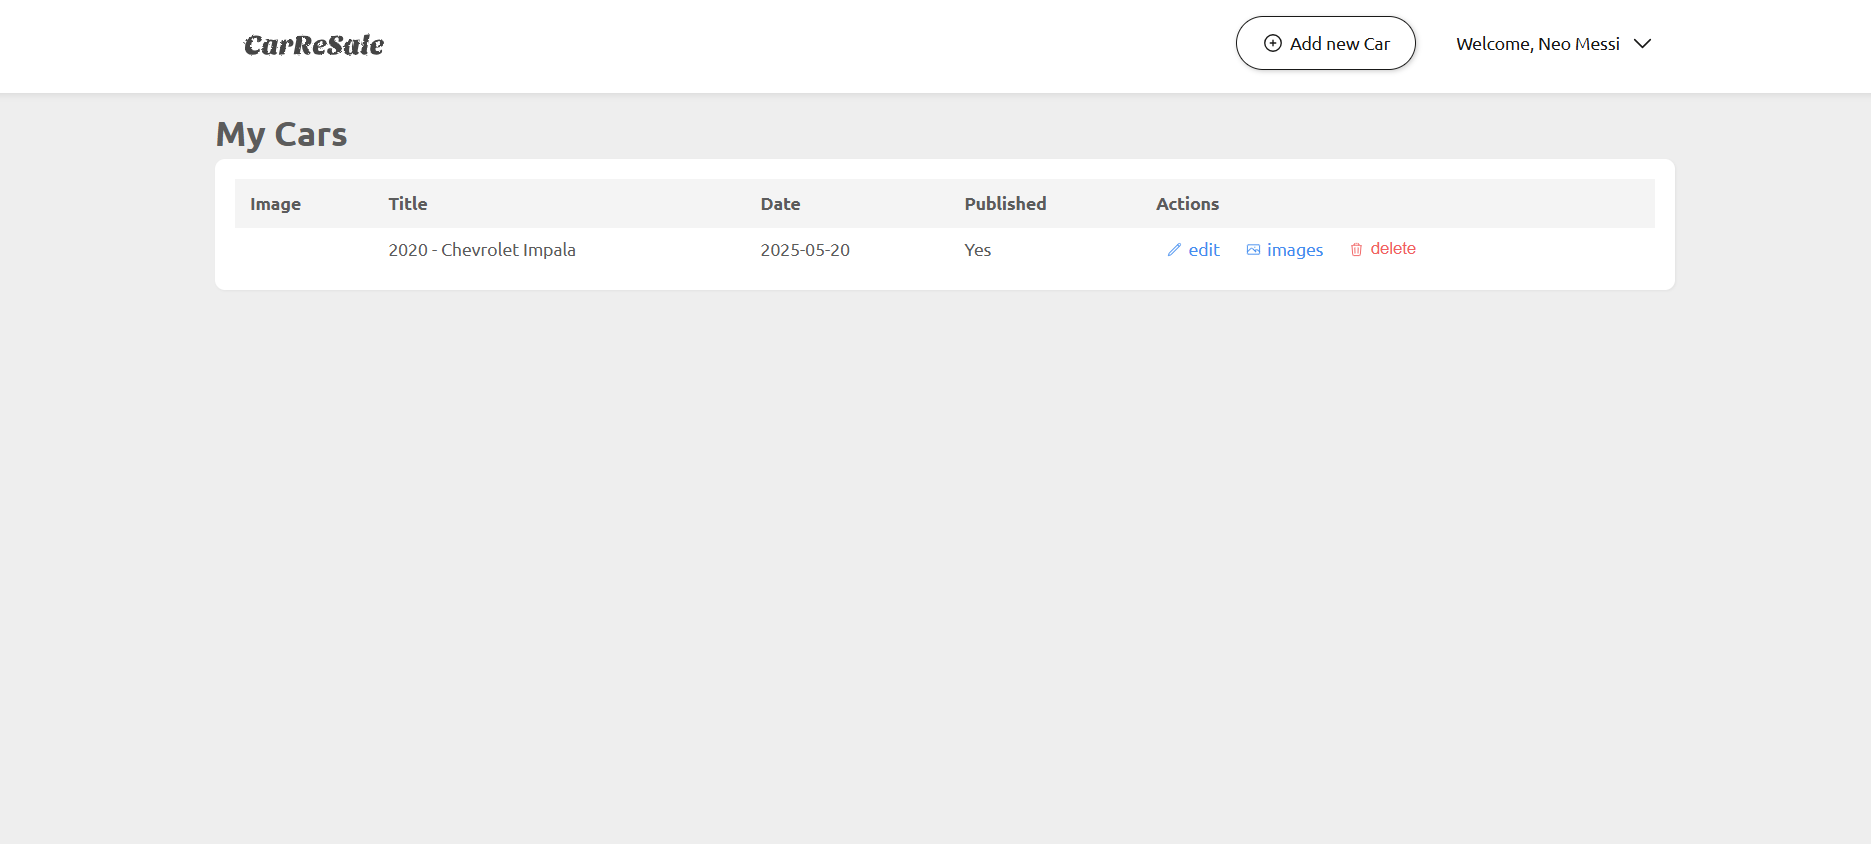 CarReSale
Add new Car
Welcome, Neo Messi
My Cars
Image Title Date Published Actions
2020 - Chevrolet Impala 2025-05-20 Yes edit images delete